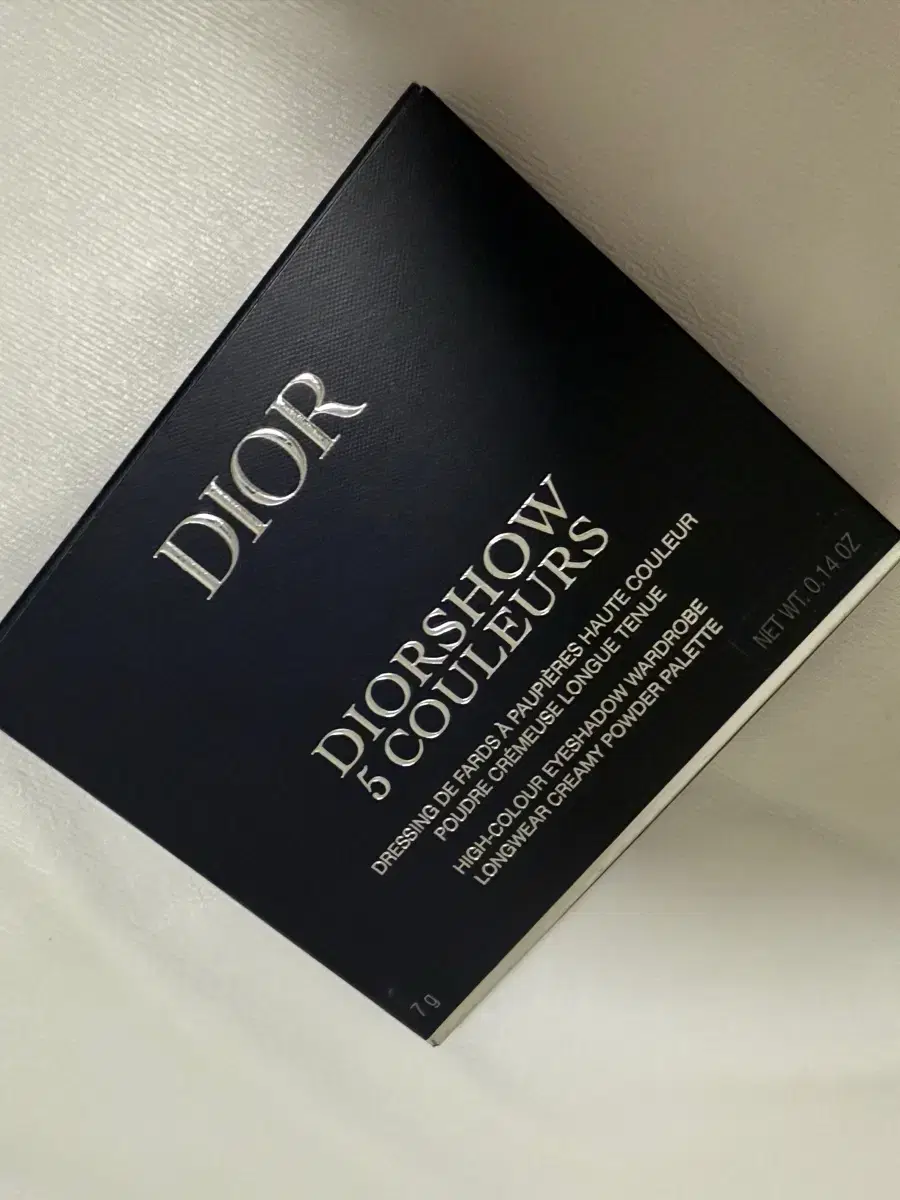 DIOR
DIORSHOW
5 COULEURS
DRESSING DE FARDS À PAUPIÈRES HAUTE COULEUR
POUDRE CRÉMEUSE LONGUE TENUE
HIGH-COLOUR EYESHADOW WARDROBE
LONGWEAR CREAMY POWDER PALETTE
7 g
NET WT. 0.14 OZ